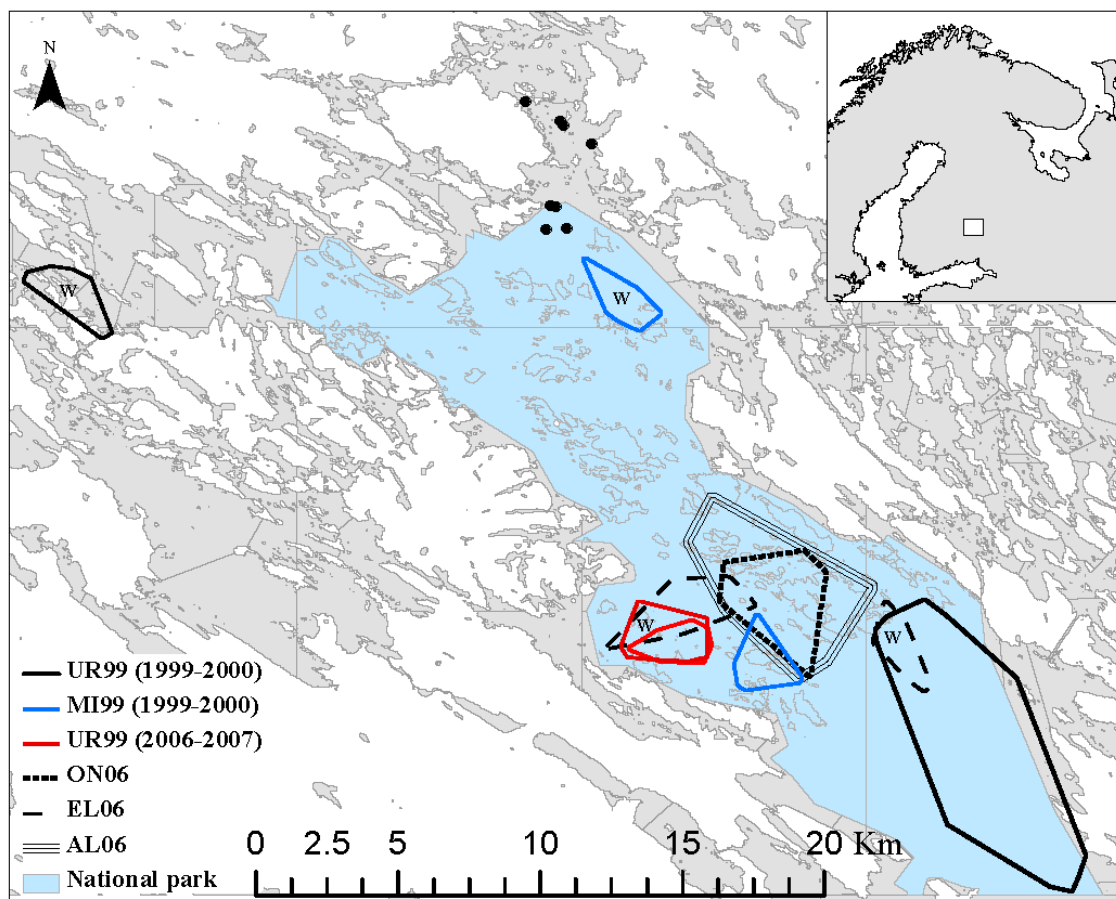 N
W
W
W
W
UR99 (1999-2000)
MI99 (1999-2000)
UR99 (2006-2007)
ON06
EL06
AL06
National park
0 2.5 5 10 15 20 Km